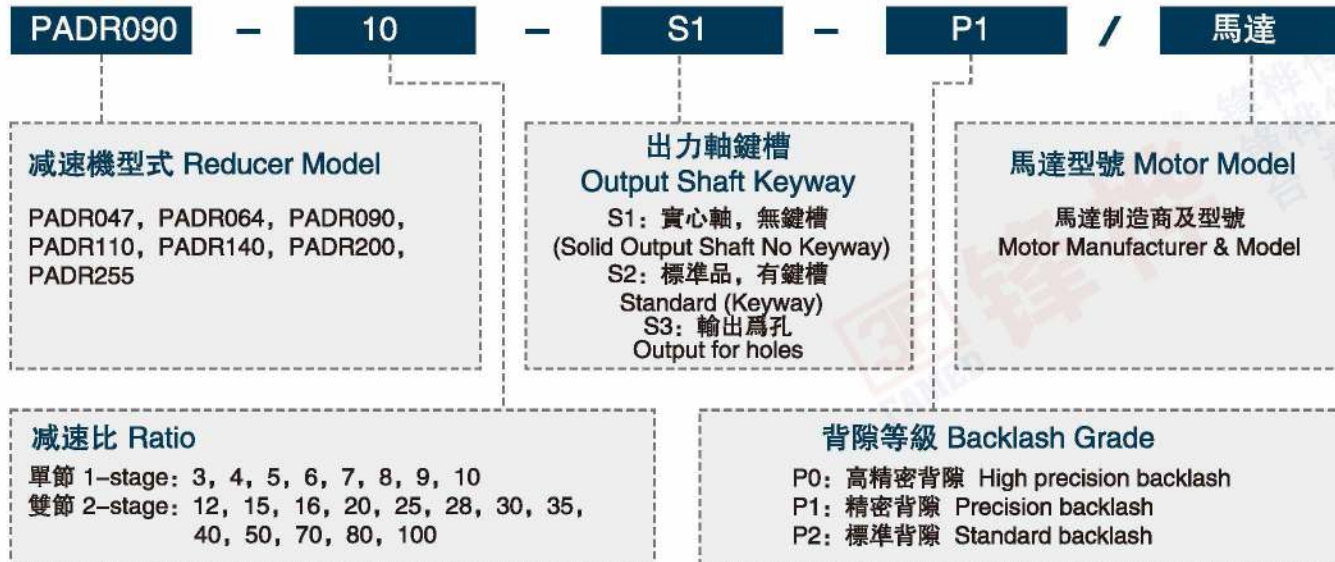 PADR090 - 10 - S1 - P1 / 馬達
减速機型式 Reducer Model
PADR047，PADR064，PADR090，
PADR110，PADR140，PADR200，
PADR255
出力軸鍵槽
Output Shaft Keyway
S1：實心軸，無鍵槽
(Solid Output Shaft No Keyway)
S2：標準品，有鍵槽
Standard (Keyway)
S3：輸出爲孔
Output for holes
馬達型號 Motor Model
馬達制造商及型號
Motor Manufacturer & Model
减速比 Ratio
單節 1-stage：3，4，5，6，7，8，9，10
雙節 2-stage：12，15，16，20，25，28，30，35，
40，50，70，80，100
背隙等級 Backlash Grade
P0：高精密背隙 High precision backlash
P1：精密背隙 Precision backlash
P2：標準背隙 Standard backlash
锋桦